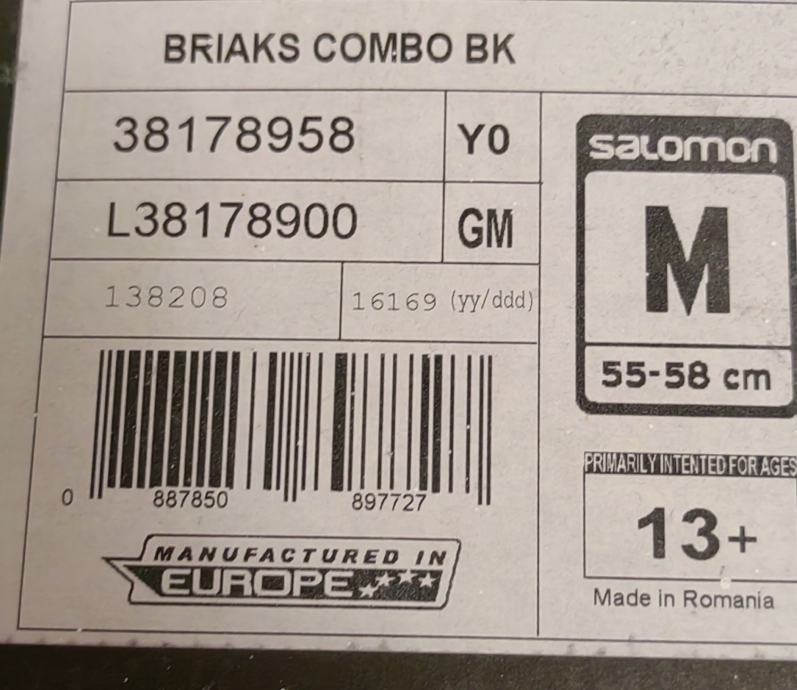 BRIAKS COMBO BK
38178958 Y0
L38178900 GM
138208 16169 (yy/ddd)
0 887850 897727
MANUFACTURED IN
EUROPE
salomon
M
55-58 cm
PRIMARILY INTENTED FOR AGES
13+
Made in Romania